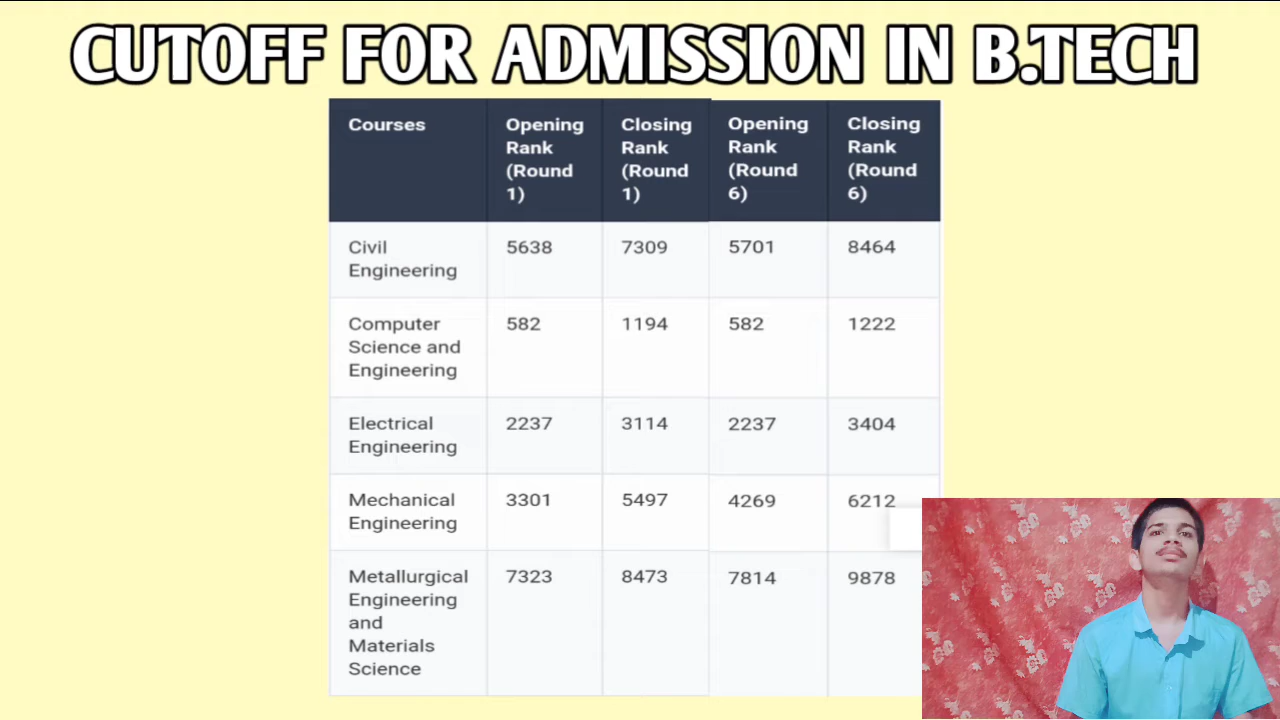 CUTOFF FOR ADMISSION IN B.TECH
Courses
Opening
Rank
(Round
1)
Closing
Rank
(Round
1)
Opening
Rank
(Round
6)
Closing
Rank
(Round
6)
Civil
Engineering
5638
7309
5701
8464
Computer
Science and
Engineering
582
1194
582
1222
Electrical
Engineering
2237
3114
2237
3404
Mechanical
Engineering
3301
5497
4269
6212
Metallurgical
Engineering
and
Materials
Science
7323
8473
7814
9878